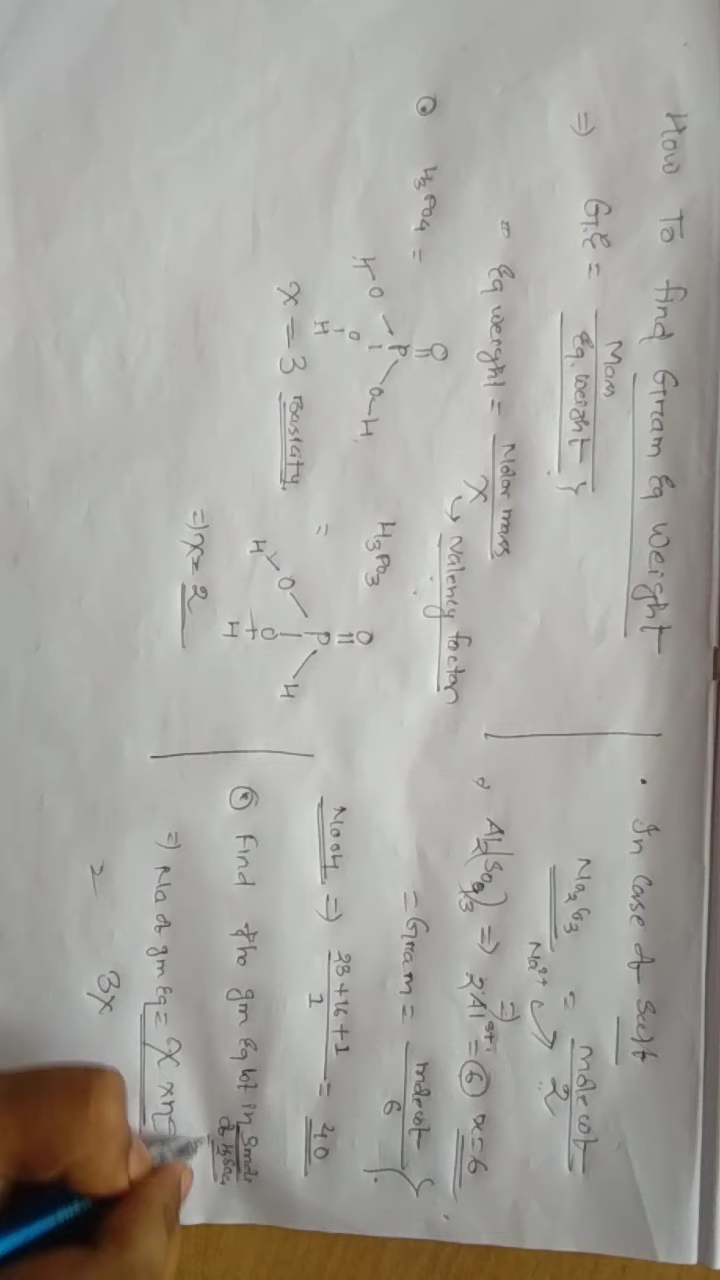 How To find Gream Eq weight
=) G.E = Mass
Eq. weight }
Eq weight = Molar mass
x
↳ Valency factor
H3PO4 =
O
||
HO – P – O-H
|
O
H
x = 3 Basicity
H3PO3
=
O
||
H O – P – H
|
O
H
=) x = 2
• In Case of Salt
Na2CO3 = mole wt
2
Al2(SO4)3 =) 2Al3+ = 6 x = 6
= Gream = mole wt
6
NaOH =) 23+16+1 = 40
1
find the gm Eq wt in 3 mole
of H2SO4
=) No of gm Eq = x × n
2
3x